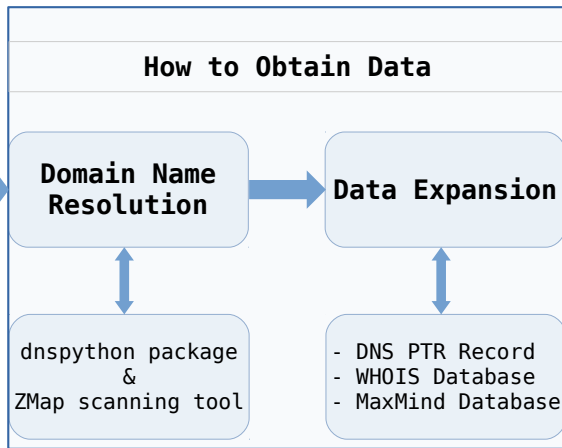 How to Obtain Data
Domain Name
Resolution
Data Expansion
dnspython package
&
ZMap scanning tool
- DNS PTR Record
- WHOIS Database
- MaxMind Database